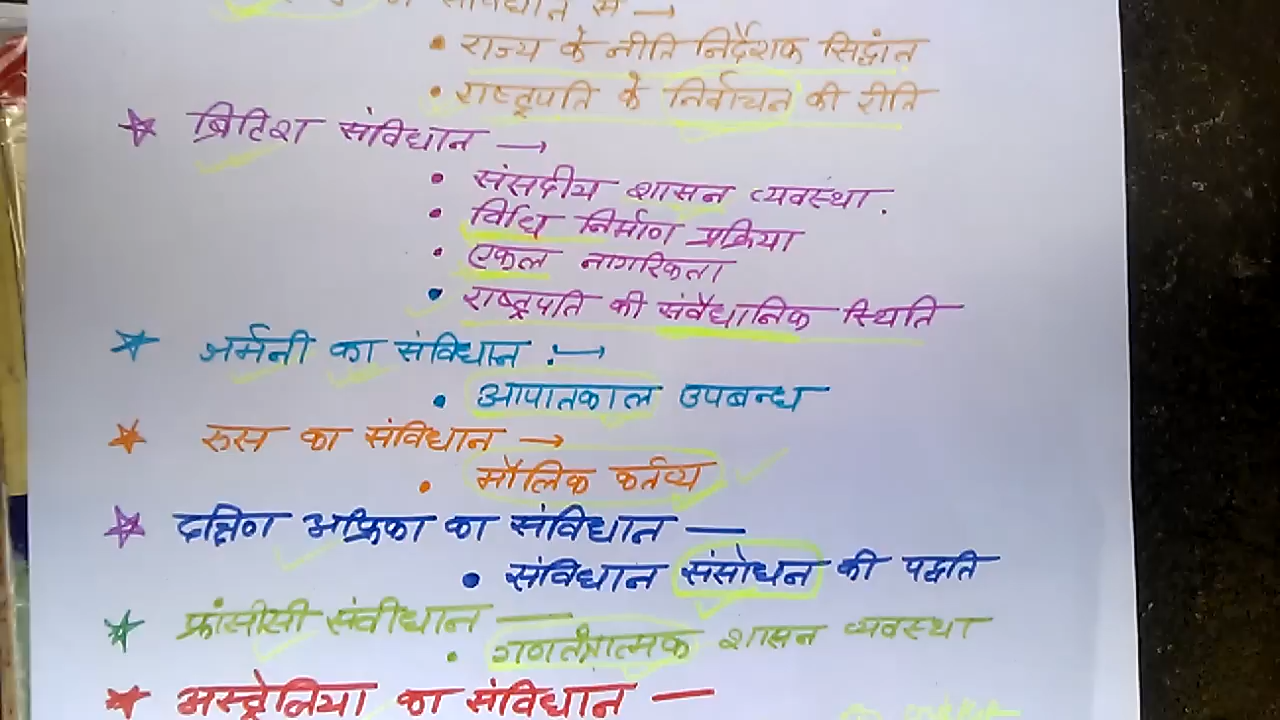 संविधान से →
• राज्य के नीति निर्देशक सिद्धांत
• राष्ट्रपति के निर्वाचन की रीति
☆ ब्रिटिश संविधान →
• संसदीय शासन व्यवस्था.
• विधि निर्माण प्रक्रिया
• एकल नागरिकता
• राष्ट्रपति की संवैधानिक स्थिति
☆ जर्मनी का संविधान :→
• आपातकाल उपबन्ध
☆ रुस का संविधान →
• मौलिक कर्तव्य
☆ दक्षिण अफ्रिका का संविधान —
• संविधान संसोधन की पद्वति
☆ फ्रांसीसी संवीधान —
• गणतंत्रात्मक शासन व्यवस्था
☆ अस्ट्रेलिया का संविधान —